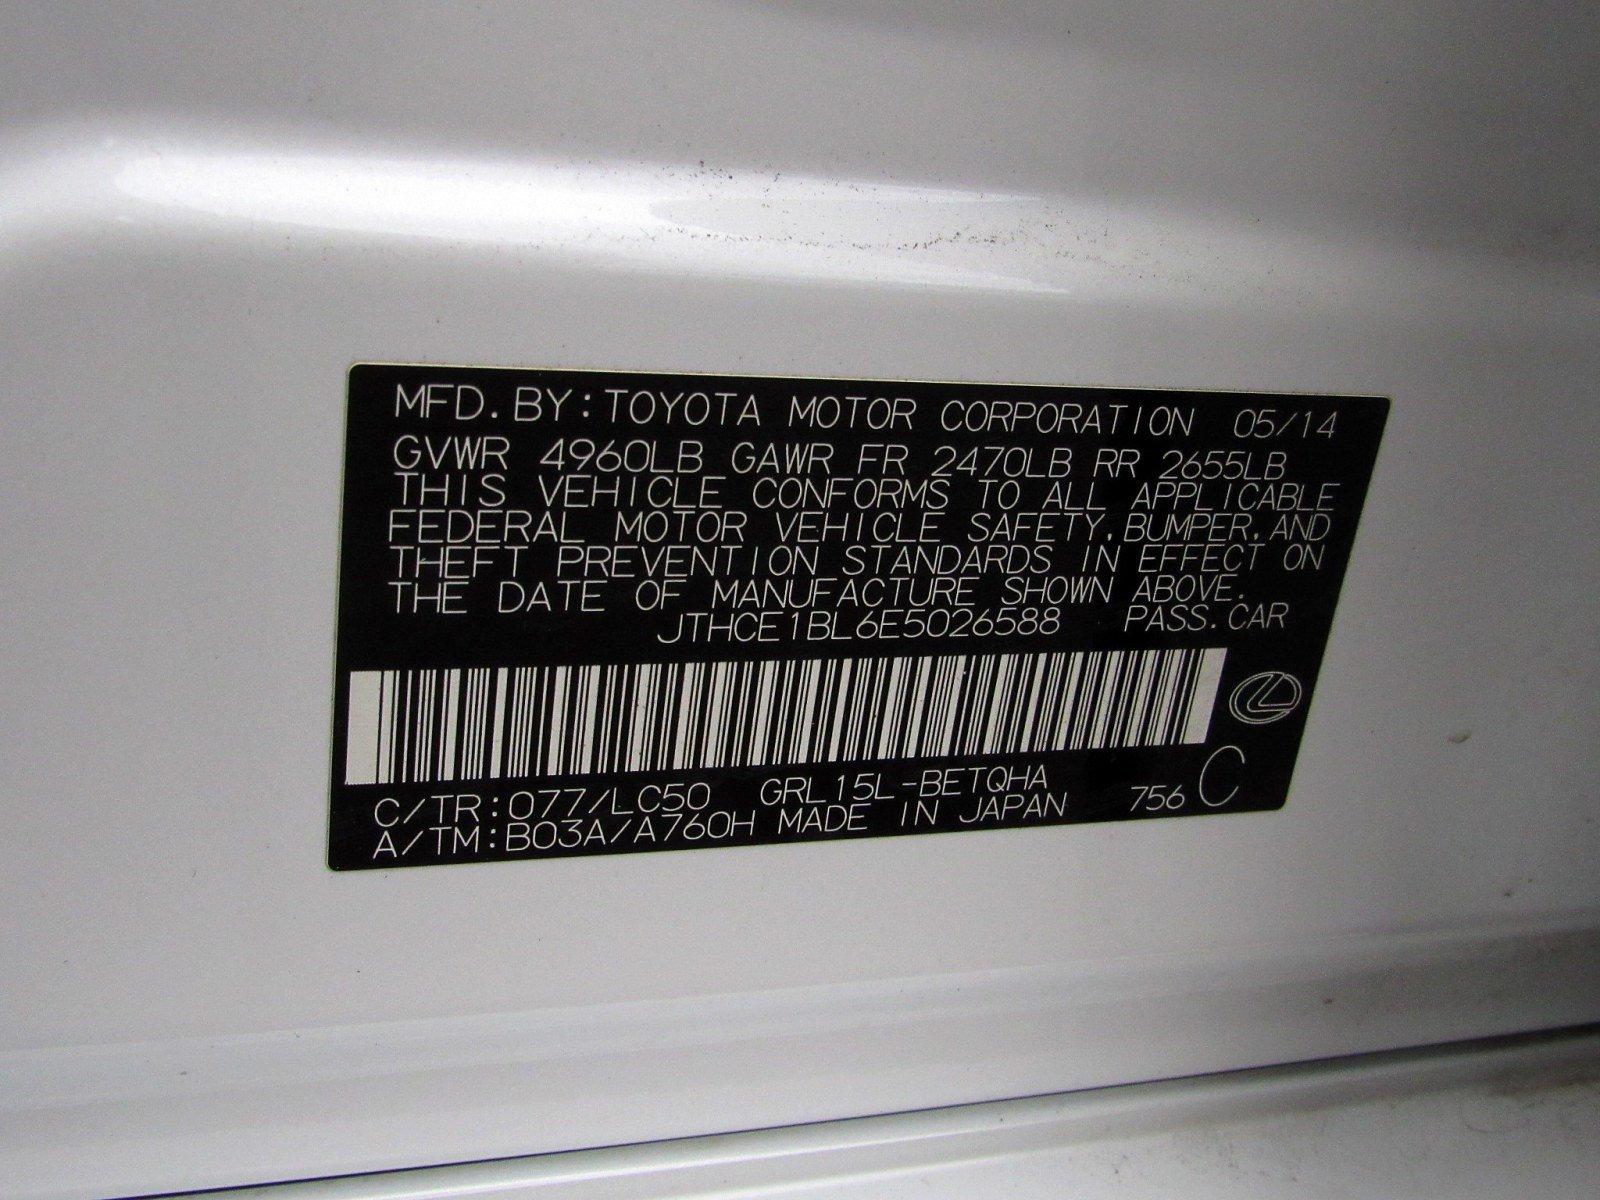 MFD. BY: TOYOTA MOTOR CORPORATION 05/14
GVWR 4960LB GAWR FR 2470LB RR 2655LB
THIS VEHICLE CONFORMS TO ALL APPLICABLE
FEDERAL MOTOR VEHICLE SAFETY, BUMPER, AND
THEFT PREVENTION STANDARDS IN EFFECT ON
THE DATE OF MANUFACTURE SHOWN ABOVE.
JTHCE1BL6E5026588 PASS. CAR
C/TR: 077/LC50 GRL15L-BETQHA
A/TM: B03A/A760H MADE IN JAPAN 756 C